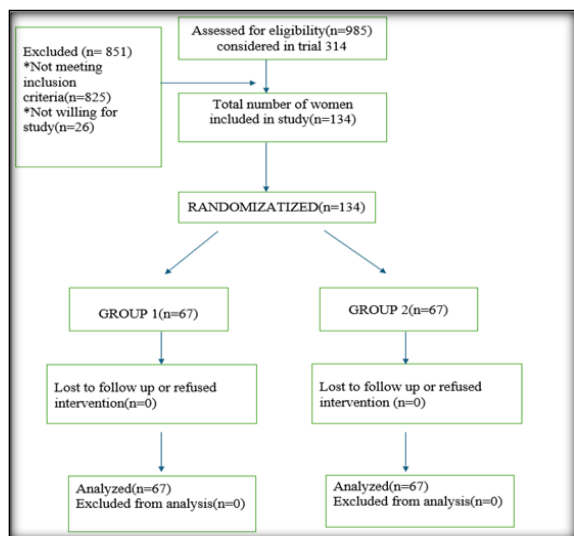 Assessed for eligibility(n=985)
considered in trial 314
Excluded (n= 851)
*Not meeting
inclusion
criteria(n=825)
*Not willing for
study(n=26)
Total number of women
included in study(n=134)
RANDOMIZATIZED(n=134)
GROUP 1(n=67)
GROUP 2(n=67)
Lost to follow up or refused
intervention(n=0)
Lost to follow up or refused
intervention (n=0)
Analyzed(n=67)
Excluded from analysis(n=0)
Analyzed(n=67)
Excluded from analysis(n=0)